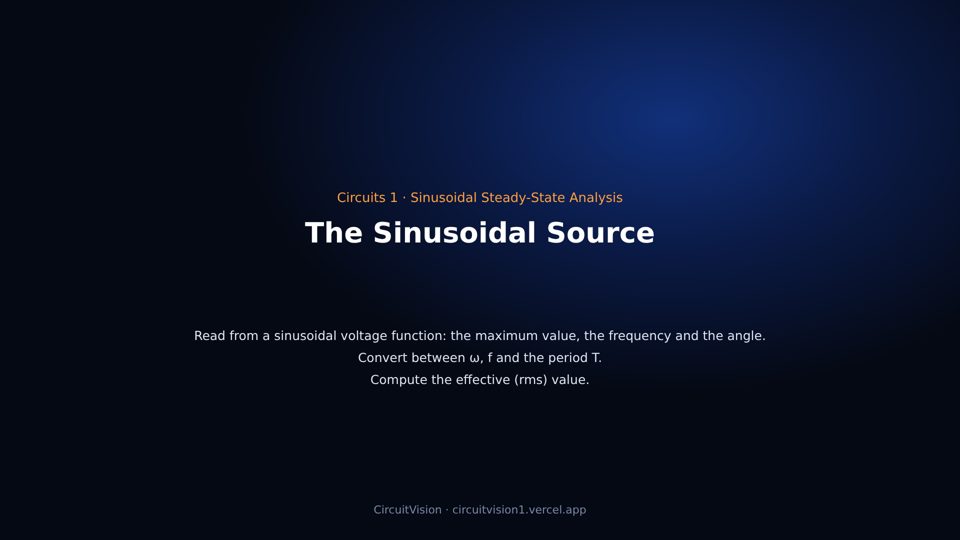 Circuits 1 · Sinusoidal Steady-State Analysis
The Sinusoidal Source
Read from a sinusoidal voltage function: the maximum value, the frequency and the angle.
Convert between ω, f and the period T.
Compute the effective (rms) value.
CircuitVision · circuitvision1.vercel.app